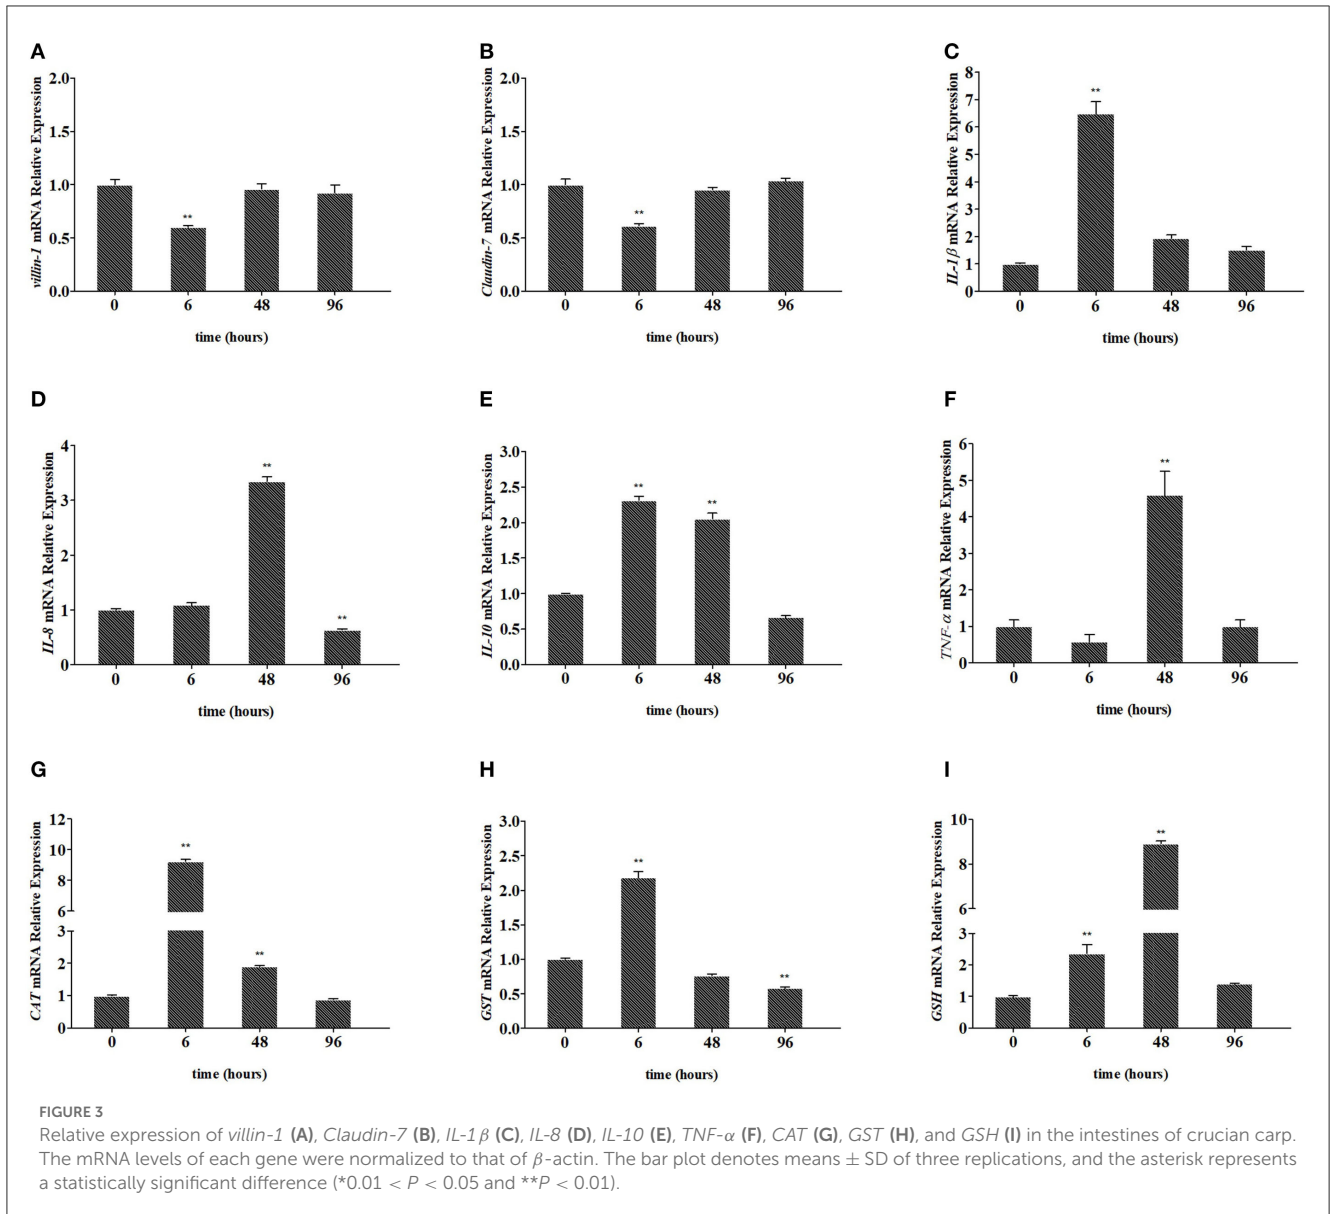 A
villin-1 mRNA Relative Expression
2.0
1.5
1.0
0.5
0.0
**
0 6 48 96
time (hours)
B
Claudin-7 mRNA Relative Expression
2.0
1.5
1.0
0.5
0.0
**
0 6 48 96
time (hours)
C
IL-1β mRNA Relative Expression
8
7
6
5
4
3
2
1
0
**
0 6 48 96
time (hours)
D
IL-8 mRNA Relative Expression
4
3
2
1
0
**
**
0 6 48 96
time (hours)
E
IL-10 mRNA Relative Expression
3.0
2.5
2.0
1.5
1.0
0.5
0.0
**
**
0 6 48 96
time (hours)
F
TNF-α mRNA Relative Expression
6
5
4
3
2
1
0
**
0 6 48 96
time (hours)
G
CAT mRNA Relative Expression
12
10
8
6
3
2
1
0
**
**
0 6 48 96
time (hours)
H
GST mRNA Relative Expression
3.0
2.5
2.0
1.5
1.0
0.5
0.0
**
**
0 6 48 96
time (hours)
I
GSH mRNA Relative Expression
10
8
6
3
2
1
0
**
**
0 6 48 96
time (hours)
FIGURE 3
Relative expression of villin-1 (A), Claudin-7 (B), IL-1β (C), IL-8 (D), IL-10 (E), TNF-α (F), CAT (G), GST (H), and GSH (I) in the intestines of crucian carp.
The mRNA levels of each gene were normalized to that of β-actin. The bar plot denotes means ± SD of three replications, and the asterisk represents
a statistically significant difference (*0.01 < P < 0.05 and **P < 0.01).